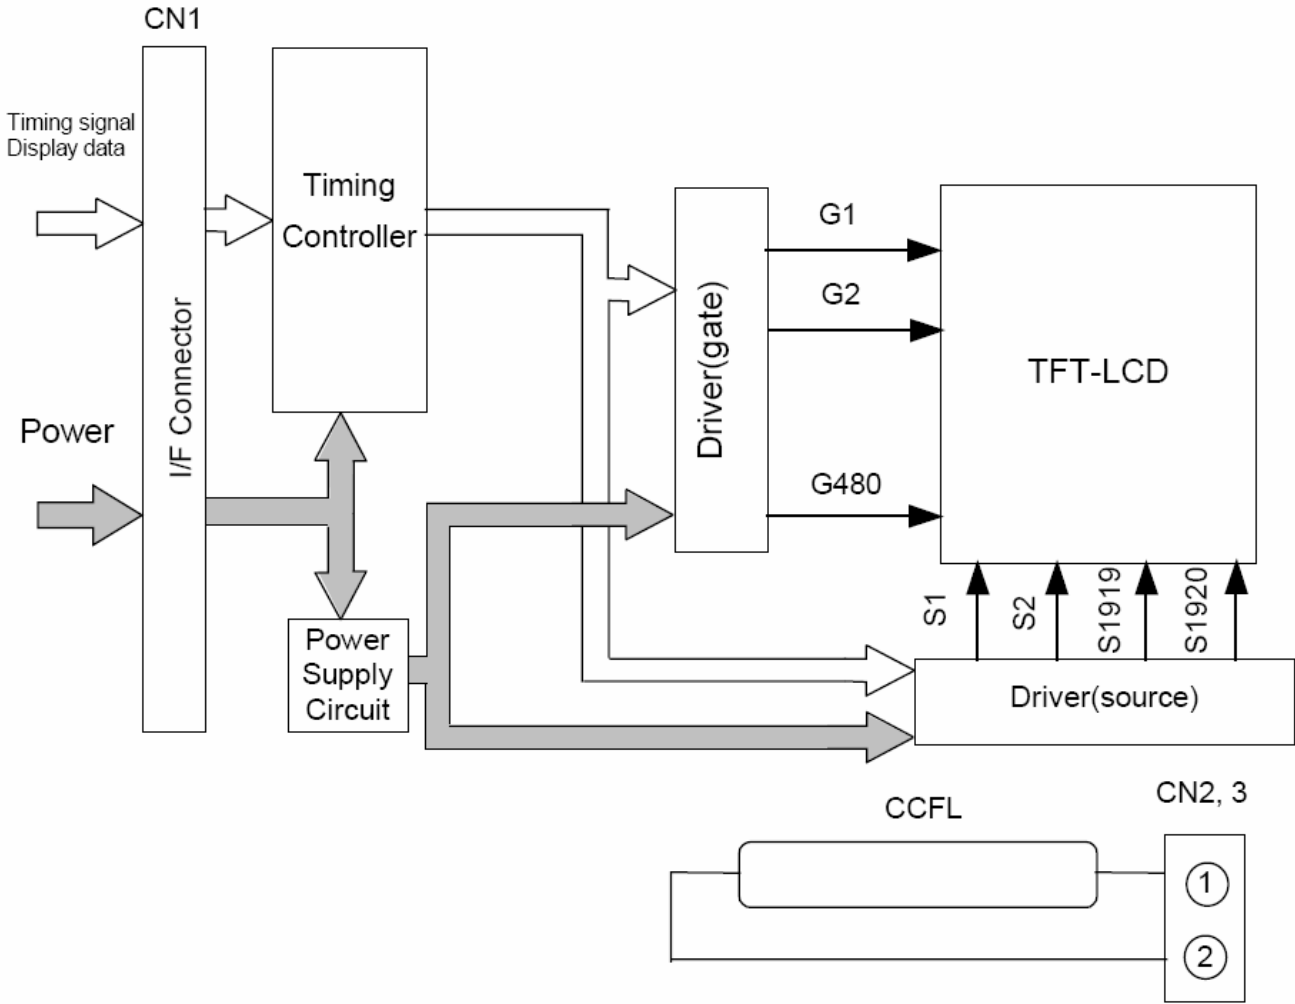 CN1
Timing signal
Display data
Timing
Controller
I/F Connector
Power
Driver(gate)
G1
G2
G480
TFT-LCD
Power
Supply
Circuit
S1
S2
S1919
S1920
Driver(source)
CCFL
CN2, 3
1
2